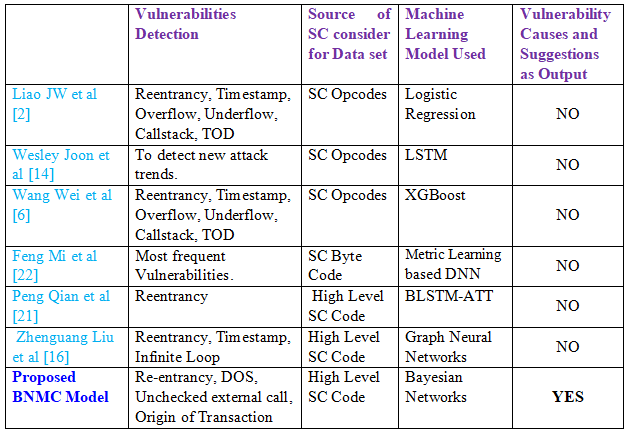 Vulnerabilities Detection
Source of SC consider for Data set
Machine Learning Model Used
Vulnerability Causes and Suggestions as Output
Liao JW et al [2]
Reentrancy, Timestamp, Overflow, Underflow, Callstack, TOD
SC Opcodes
Logistic Regression
NO
Wesley Joon et al [14]
To detect new attack trends.
SC Opcodes
LSTM
NO
Wang Wei et al [6]
Reentrancy, Timestamp, Overflow, Underflow, Callstack, TOD
SC Opcodes
XGBoost
NO
Feng Mi et al [22]
Most frequent Vulnerabilities.
SC Byte Code
Metric Learning based DNN
NO
Peng Qian et al [21]
Reentrancy
High Level SC Code
BLSTM-ATT
NO
Zhenguang Liu et al [16]
Reentrancy, Timestamp, Infinite Loop
High Level SC Code
Graph Neural Networks
NO
Proposed BNMC Model
Re-entrancy, DOS, Unchecked external call, Origin of Transaction
High Level SC Code
Bayesian Networks
YES